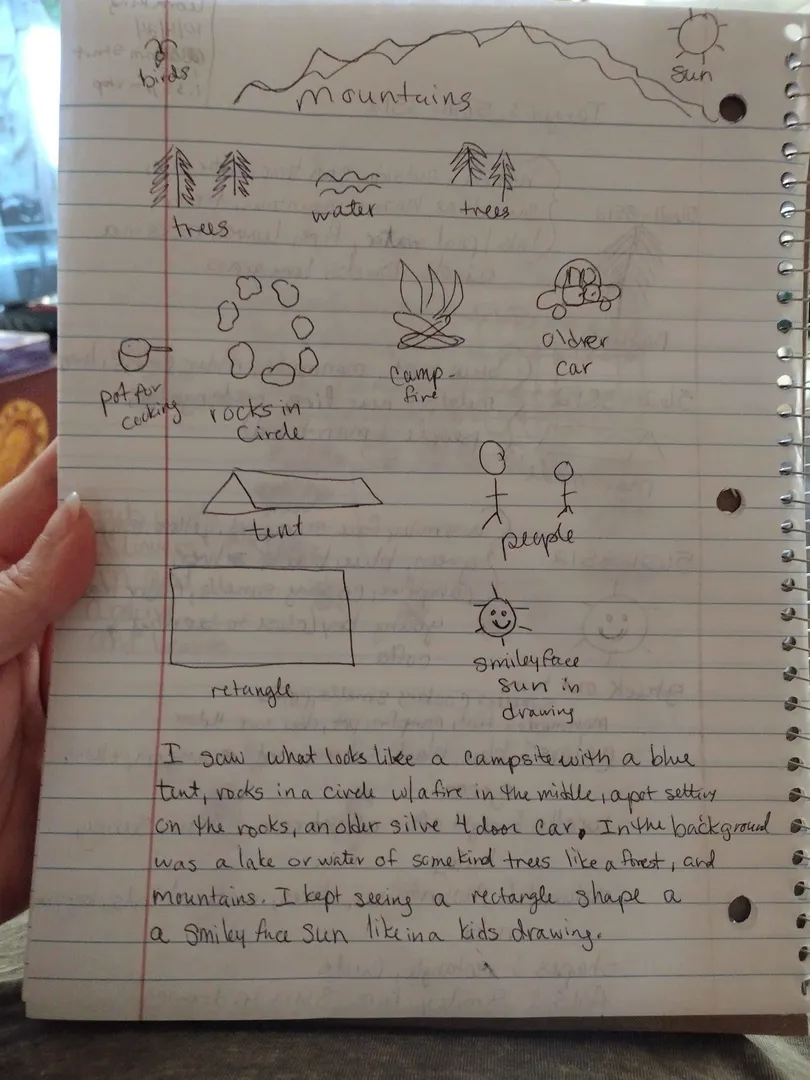 birds
sun
mountains
trees
water
trees
oldrer
car
camp-
fire
pot for
cooking
rocks in
Circle
tent
people
retangle
smiley face
sun in
drawing
I saw what looks like a campsite with a blue
tent, rocks in a circle w/a fire in the middle, a pot setting
on the rocks, an older silve 4 door car. In the background
was a lake or water of some kind trees like a forest, and
mountains. I kept seeing a rectangle shape a
a smiley face sun like in a kids drawing.